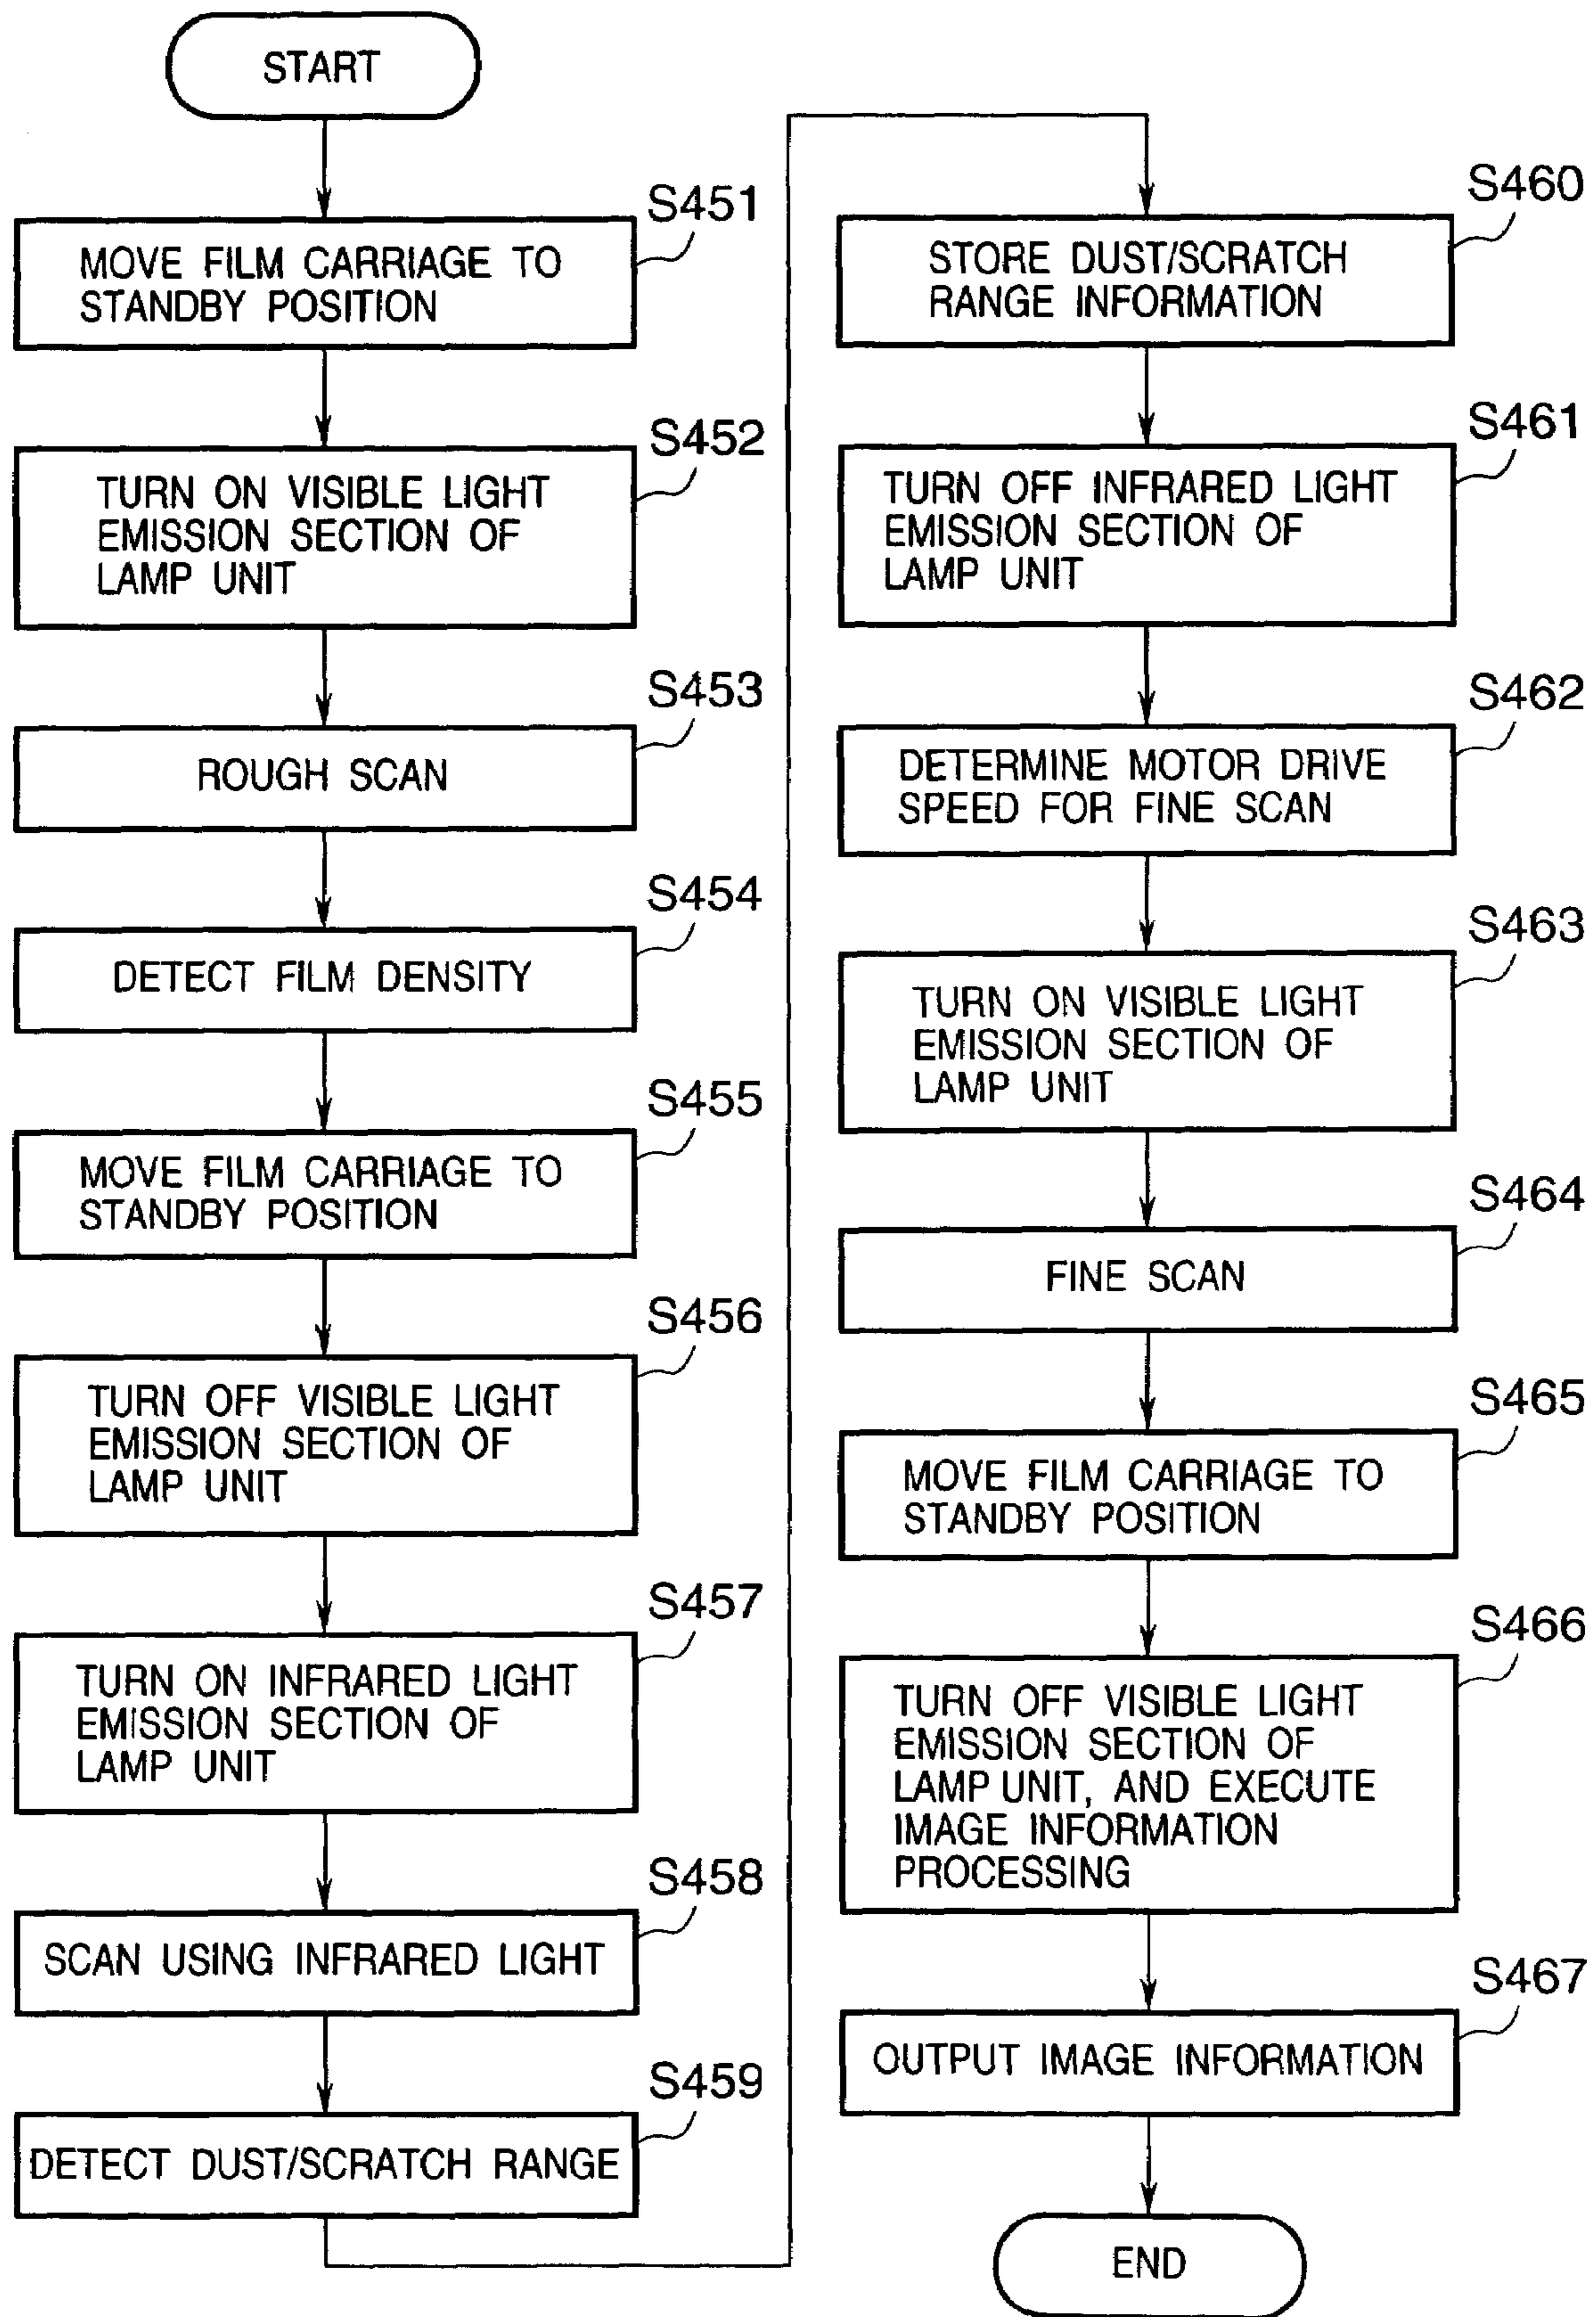 START
S451
MOVE FILM CARRIAGE TO
STANDBY POSITION
S452
TURN ON VISIBLE LIGHT
EMISSION SECTION OF
LAMP UNIT
S453
ROUGH SCAN
S454
DETECT FILM DENSITY
S455
MOVE FILM CARRIAGE TO
STANDBY POSITION
S456
TURN OFF VISIBLE LIGHT
EMISSION SECTION OF
LAMP UNIT
S457
TURN ON INFRARED LIGHT
EMISSION SECTION OF
LAMP UNIT
S458
SCAN USING INFRARED LIGHT
S459
DETECT DUST/SCRATCH RANGE
S460
STORE DUST/SCRATCH
RANGE INFORMATION
S461
TURN OFF INFRARED LIGHT
EMISSION SECTION OF
LAMP UNIT
S462
DETERMINE MOTOR DRIVE
SPEED FOR FINE SCAN
S463
TURN ON VISIBLE LIGHT
EMISSION SECTION OF
LAMP UNIT
S464
FINE SCAN
S465
MOVE FILM CARRIAGE TO
STANDBY POSITION
S466
TURN OFF VISIBLE LIGHT
EMISSION SECTION OF
LAMP UNIT, AND EXECUTE
IMAGE INFORMATION
PROCESSING
S467
OUTPUT IMAGE INFORMATION
END